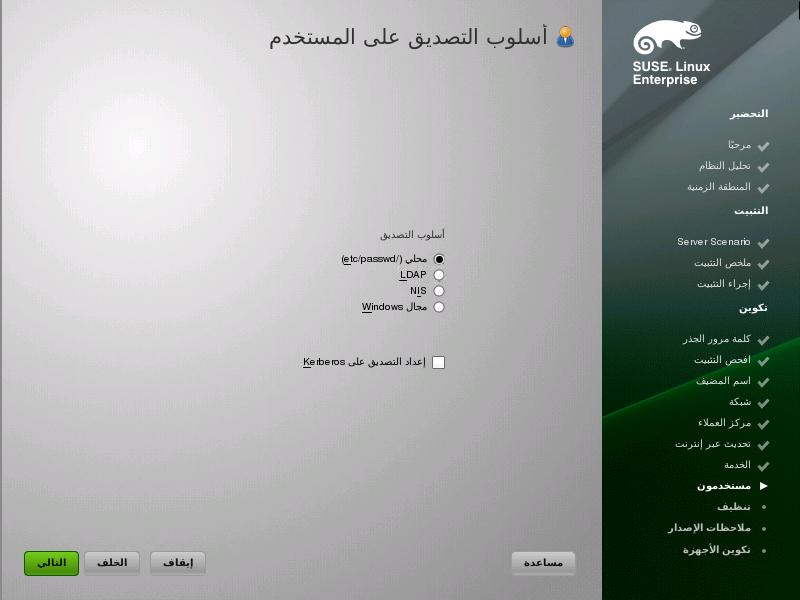 أسلوب التصديق على المستخدم
أسلوب التصديق
محلي (/etc/passwd)
LDAP
NIS
مجال Windows
إعداد التصديق على Kerberos
مساعدة
إيقاف
الخلف
التالي
SUSE. Linux
Enterprise
التحضير
مرحبًا
تحليل النظام
المنطقة الزمنية
التثبيت
Server Scenario
ملخص التثبيت
إجراء التثبيت
تكوين
كلمة مرور الجذر
افحص التثبيت
اسم المضيف
شبكة
مركز العملاء
تحديث عبر إنترنت
الخدمة
مستخدمون
تنظيف
ملاحظات الإصدار
تكوين الأجهزة